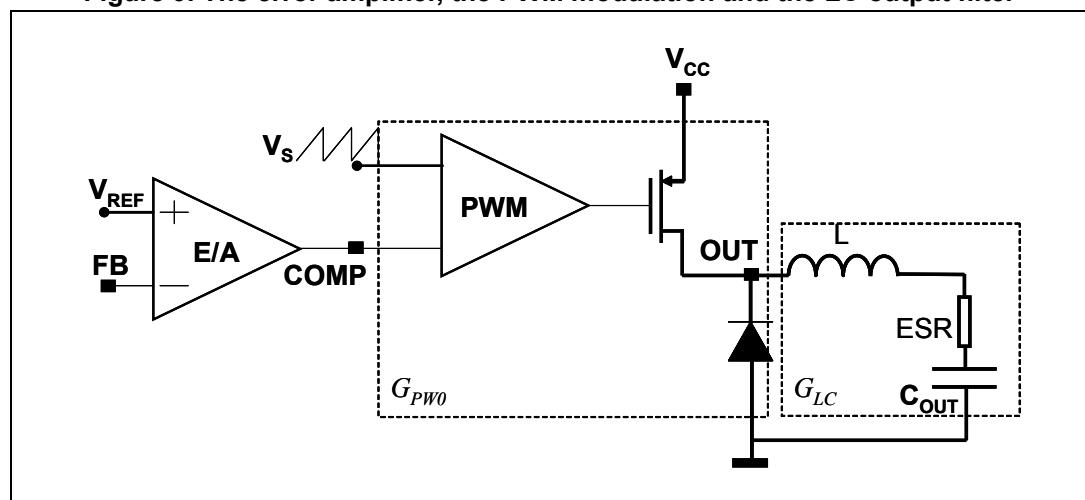 Figure The error amplifier, the PWM modulation and the LC output filter
V_CC
V_S
V_REF
PWM
+
E/A
OUT
L
FB
−
COMP
ESR
G_PW0
G_LC
C_OUT